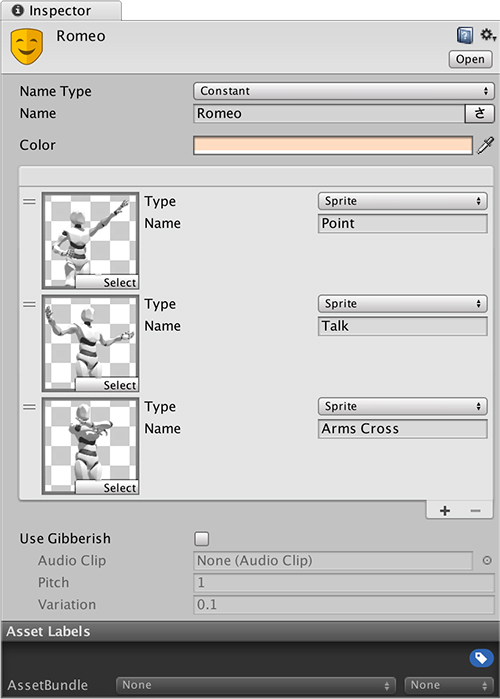 Inspector
Romeo
Open
Name Type Constant
Name Romeo さ
Color
Type Sprite
Name Point
Select
Type Sprite
Name Talk
Select
Type Sprite
Name Arms Cross
Select
+ −
Use Gibberish
Audio Clip None (Audio Clip)
Pitch 1
Variation 0.1
Asset Labels
AssetBundle None None